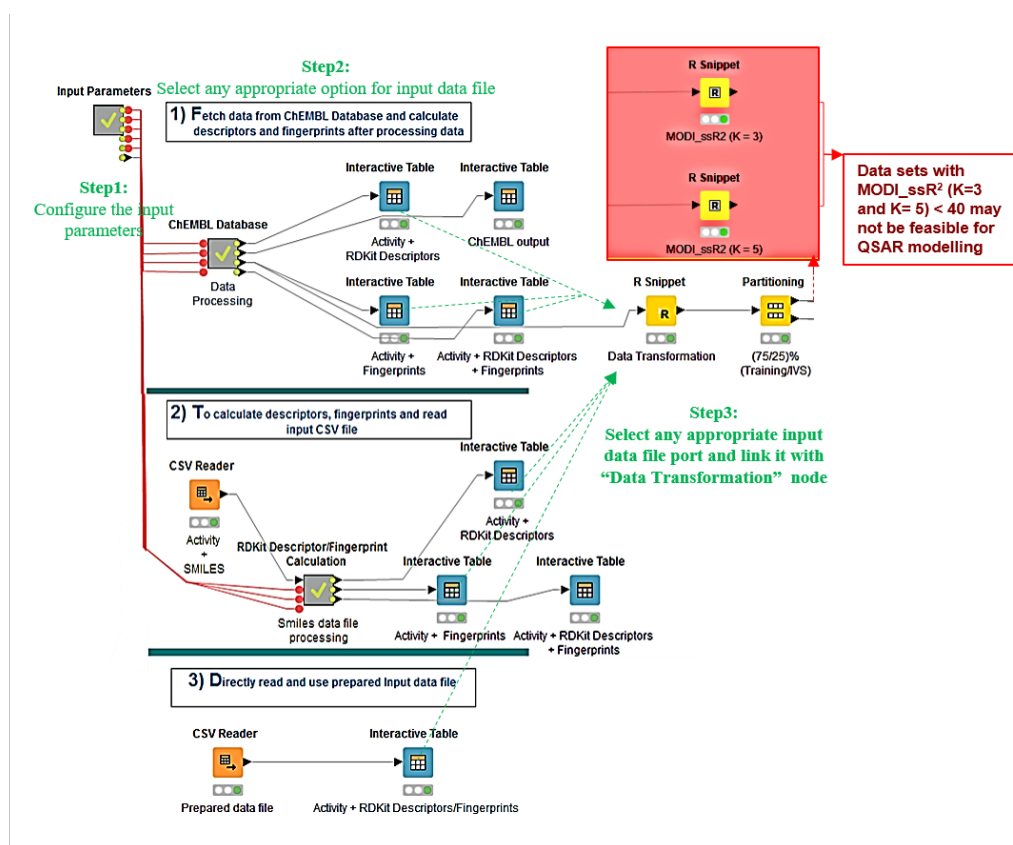 Step2:
Select any appropriate option for input data file
Input Parameters
1) Fetch data from ChEMBL Database and calculate
descriptors and fingerprints after processing data
R Snippet
R
MODI_ssR2 (K = 3)
R Snippet
R
MODI_ssR2 (K = 5)
Data sets with
MODI_ssR² (K=3
and K= 5) < 40 may
not be feasible for
QSAR modelling
Step1:
Configure the input
parameters
ChEMBL Database
Data
Processing
Interactive Table
Activity +
RDKit Descriptors
Interactive Table
ChEMBL output
Interactive Table
Activity +
Fingerprints
Interactive Table
Activity + RDKit Descriptors
+ Fingerprints
R Snippet
R
Data Transformation
Partitioning
(75/25)%
(Training/IVS)
2) To calculate descriptors, fingerprints and read
input CSV file
Step3:
Select any appropriate input
data file port and link it with
“Data Transformation” node
CSV Reader
Activity
+
SMILES
Interactive Table
Activity +
RDKit Descriptors
RDKit Descriptor/Fingerprint
Calculation
Smiles data file
processing
Interactive Table
Activity + Fingerprints
Interactive Table
Activity + RDKit Descriptors
+ Fingerprints
3) Directly read and use prepared Input data file
CSV Reader
Prepared data file
Interactive Table
Activity + RDKit Descriptors/Fingerprints